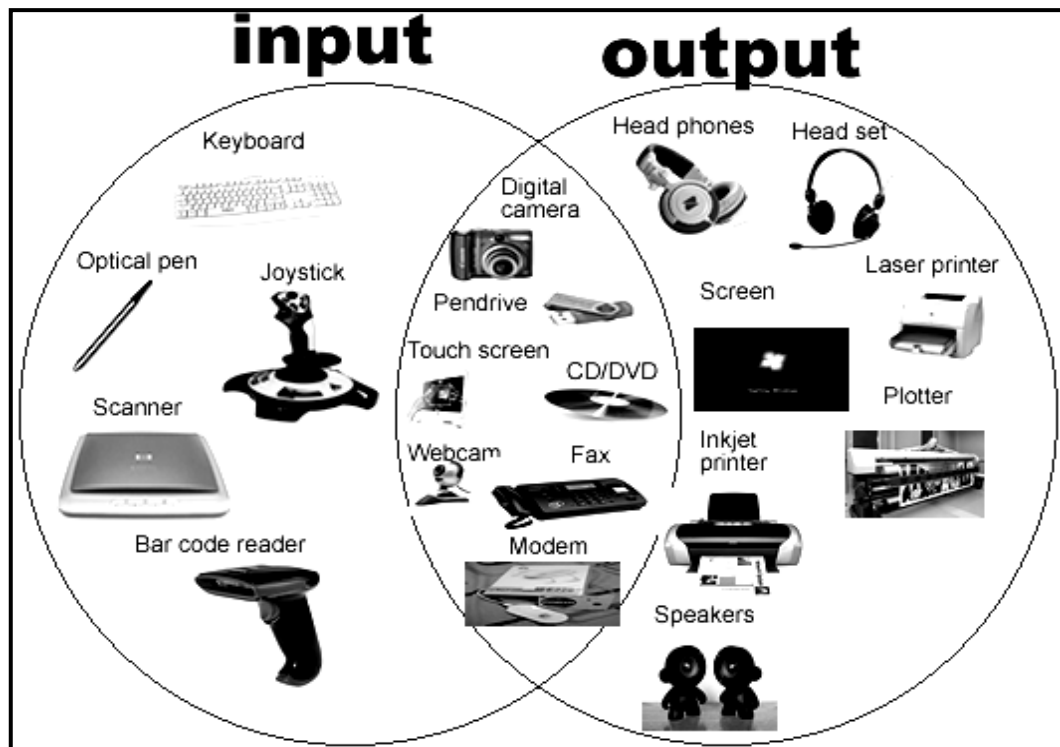 input
output
Keyboard
Optical pen
Joystick
Scanner
Bar code reader
Digital
camera
Pendrive
Touch screen
CD/DVD
Webcam
Fax
Modem
Head phones
Head set
Screen
Laser printer
Plotter
Inkjet
printer
Speakers